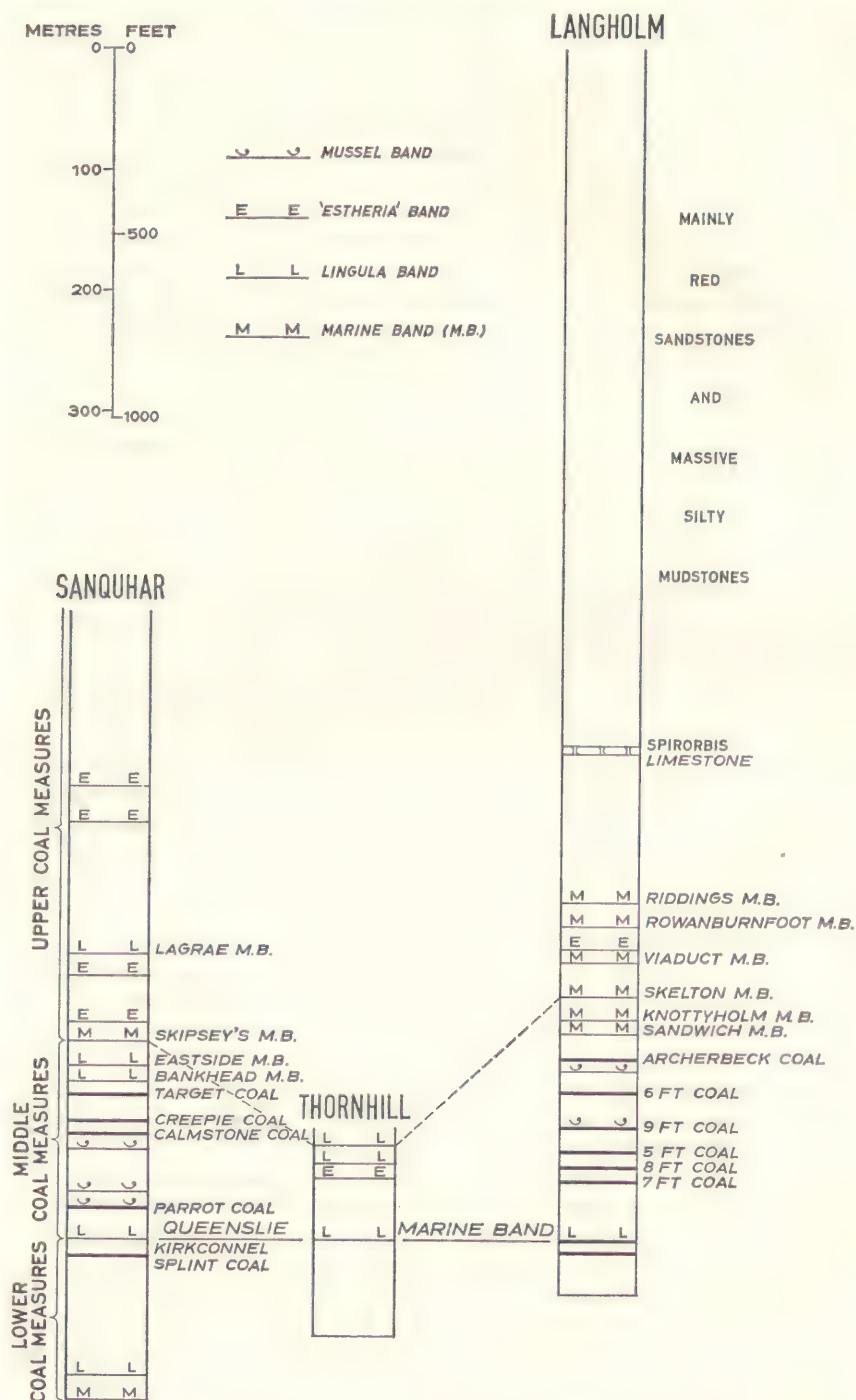 METRES FEET
0 0
100
500
200
300 1000
MUSSEL BAND
E E 'ESTHERIA' BAND
L L LINGULA BAND
M M MARINE BAND (M.B.)
LANGHOLM
MAINLY
RED
SANDSTONES
AND
MASSIVE
SILTY
MUDSTONES
SPIRORBIS
LIMESTONE
M M RIDDINGS M.B.
M M ROWANBURNFOOT M.B.
E E
M M VIADUCT M.B.
M M SKELTON M.B.
M M KNOTTYHOLM M.B.
M M SANDWICH M.B.
ARCHERBECK COAL
6 FT COAL
9 FT COAL
5 FT COAL
8 FT COAL
7 FT COAL
L L
SANQUHAR
UPPER COAL MEASURES
MIDDLE
COAL MEASURES
LOWER
COAL MEASURES
E E
E E
L L LAGRAE M.B.
E E
E E
M M SKIPSEY'S M.B.
L L EASTSIDE M.B.
L L BANKHEAD M.B.
TARGET COAL
CREEPIE COAL
CALMSTONE COAL
PARROT COAL
L L QUEENSLIE
KIRKCONNEL
SPLINT COAL
L L
M M
THORNHILL
L L
L L
E E
L L MARINE BAND